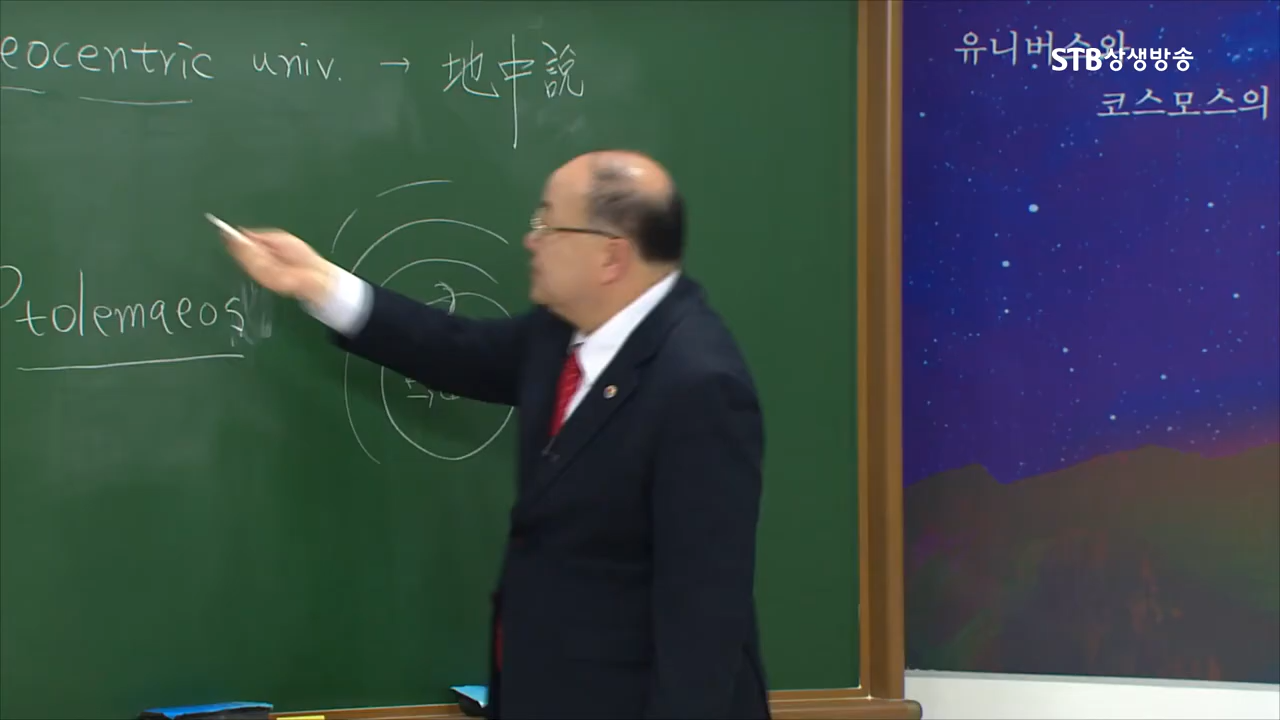 eocentric univ. → 地中說
Ptolemaeos
유니버스와
STB상생방송
코스모스의